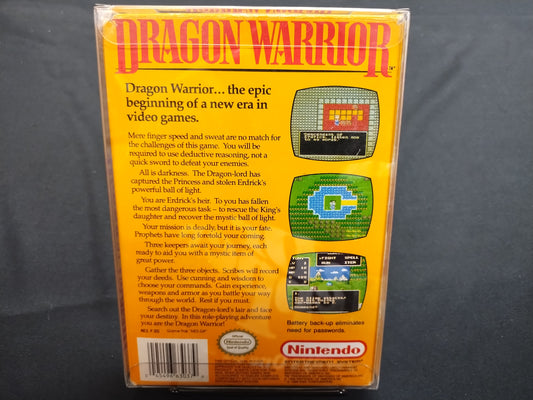 DRAGON WARRIOR
TM
Dragon Warrior... the epic
beginning of a new era in
video games.
Mere finger speed and sweat are no match for
the challenges of this game. You will be
required to use deductive reasoning, not a
quick sword to defeat your enemies.
All is darkness. The Dragon-lord has
captured the Princess and stolen Erdrick's
powerful ball of light.
You are Erdrick's heir. To you has fallen
the most dangerous task – to rescue the King's
daughter and recover the mystic ball of light.
Your mission is deadly, but it is your fate.
Prophets have long foretold your coming.
Three keepers await your journey, each
ready to aid you with a mysticitem of
great power.
Gather the three objects. Scribes will record
your deeds. Use cunning and wisdom to
choose your commands. Gain experience,
weapons and armor as you battle your way
through the world. Rest if you must.
Search out the Dragon-lord's lair and face
your destiny. In this role-playing adventure
you are the Dragon Warrior!
FIGHT SPELL
RUN ITEM
Battery back-up eliminates
need for passwords.
Nintendo
ENTERTAINMENT SYSTEM